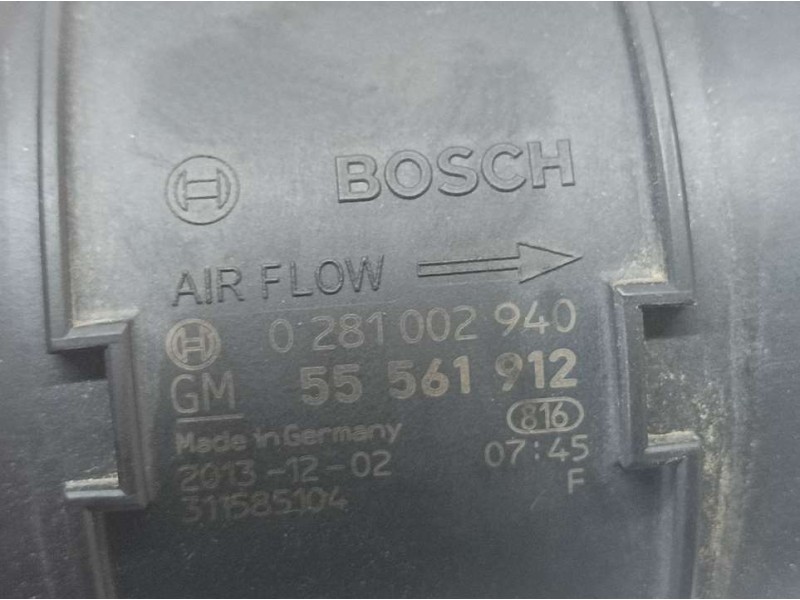 BOSCH
AIR FLOW
0 281 002 940
GM 55 561 912
816
Made in Germany
2013-12-02 07:45
311585104 F